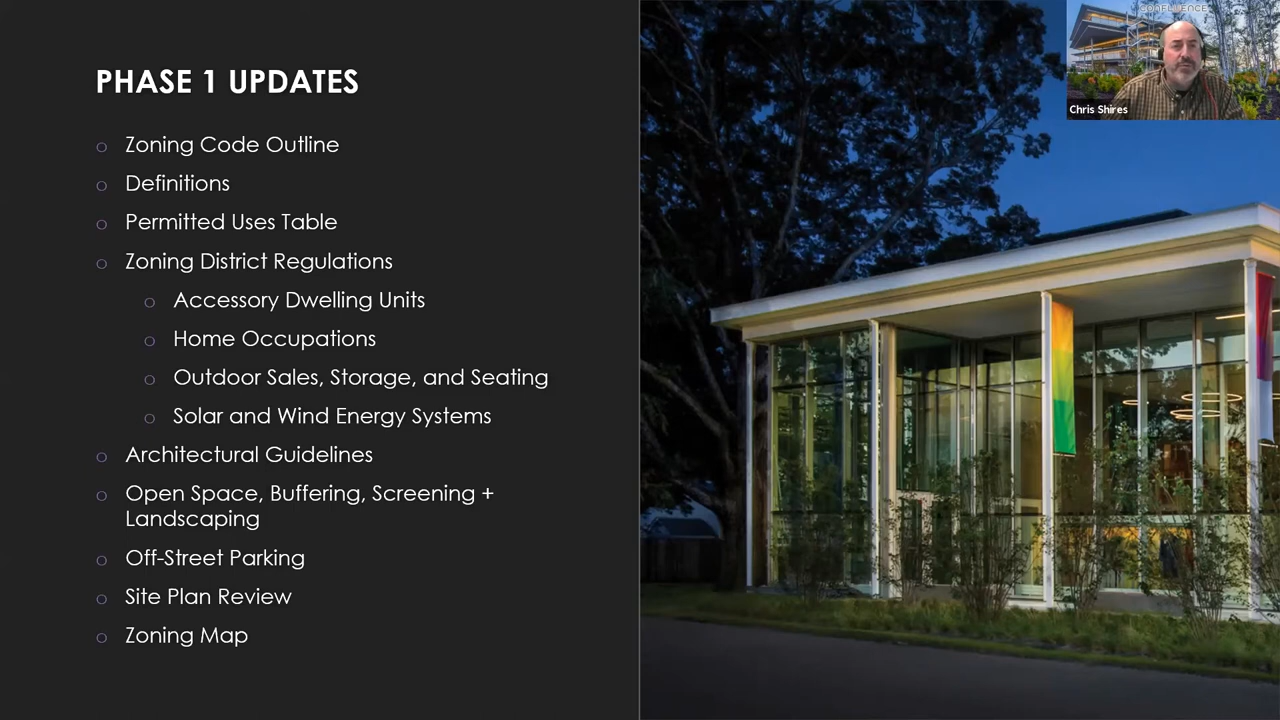 PHASE 1 UPDATES
Zoning Code Outline
Definitions
Permitted Uses Table
Zoning District Regulations
Accessory Dwelling Units
Home Occupations
Outdoor Sales, Storage, and Seating
Solar and Wind Energy Systems
Architectural Guidelines
Open Space, Buffering, Screening +
Landscaping
Off-Street Parking
Site Plan Review
Zoning Map
CONFLUENCE
Chris Shires